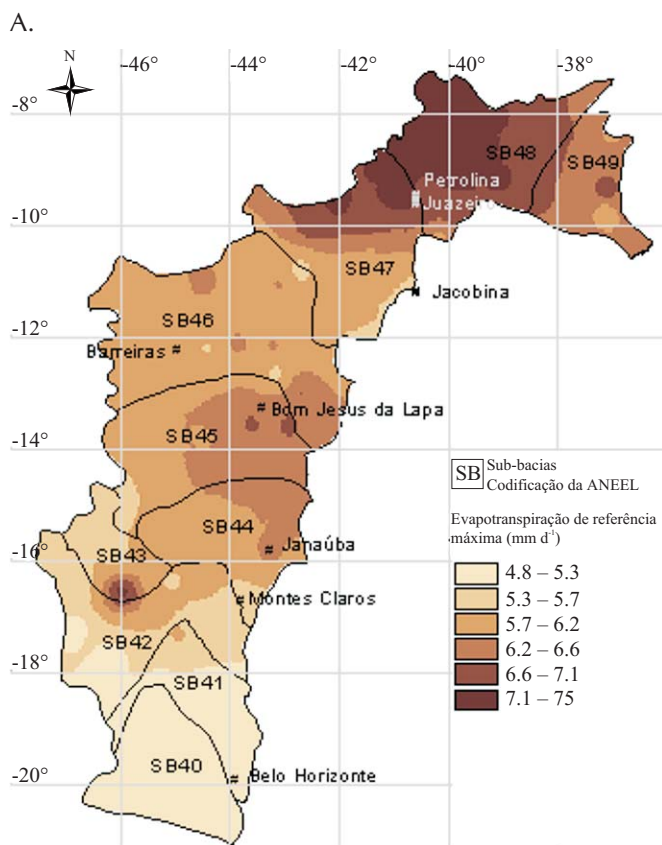 A.
N
-46° -44° -42° -40° -38°
-8°
SB48 SB49
Petrolina
Juazeiro
-10°
SB47
Jacobina
SB46
-12°
Barreiras
Bom Jesus da Lapa
SB45
-14°
SB Sub-bacias
Codificação da ANEEL
SB44
Evapotranspiração de referência
máxima (mm d-1)
Janaúba
SB43
-16°
4.8 – 5.3
Montes Claros
5.3 – 5.7
SB42
5.7 – 6.2
-18°
6.2 – 6.6
SB41
6.6 – 7.1
7.1 – 75
SB40
Belo Horizonte
-20°